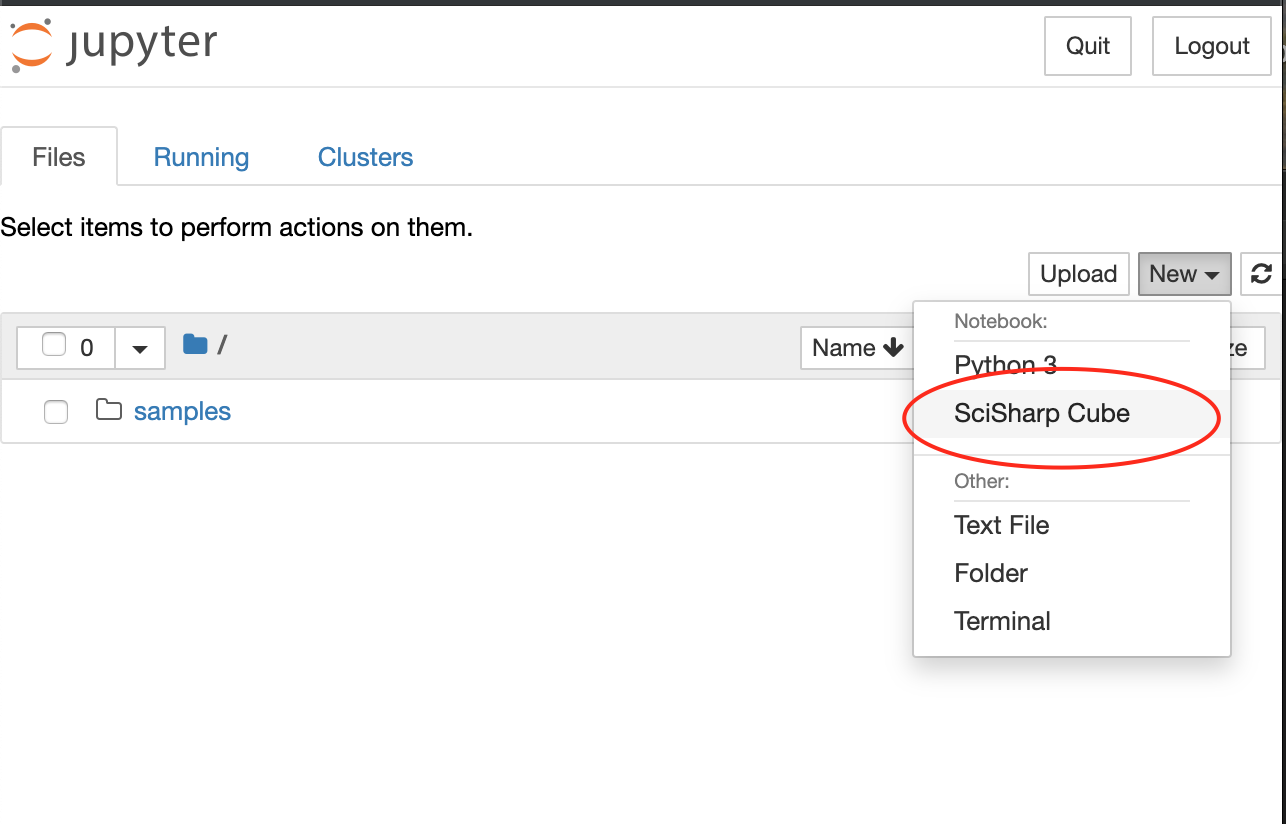 jupyter
Quit
Logout
Files
Running
Clusters
Select items to perform actions on them.
Upload
New
0
/
Name
ze
Notebook:
Python 3
SciSharp Cube
Other:
Text File
Folder
Terminal
samples